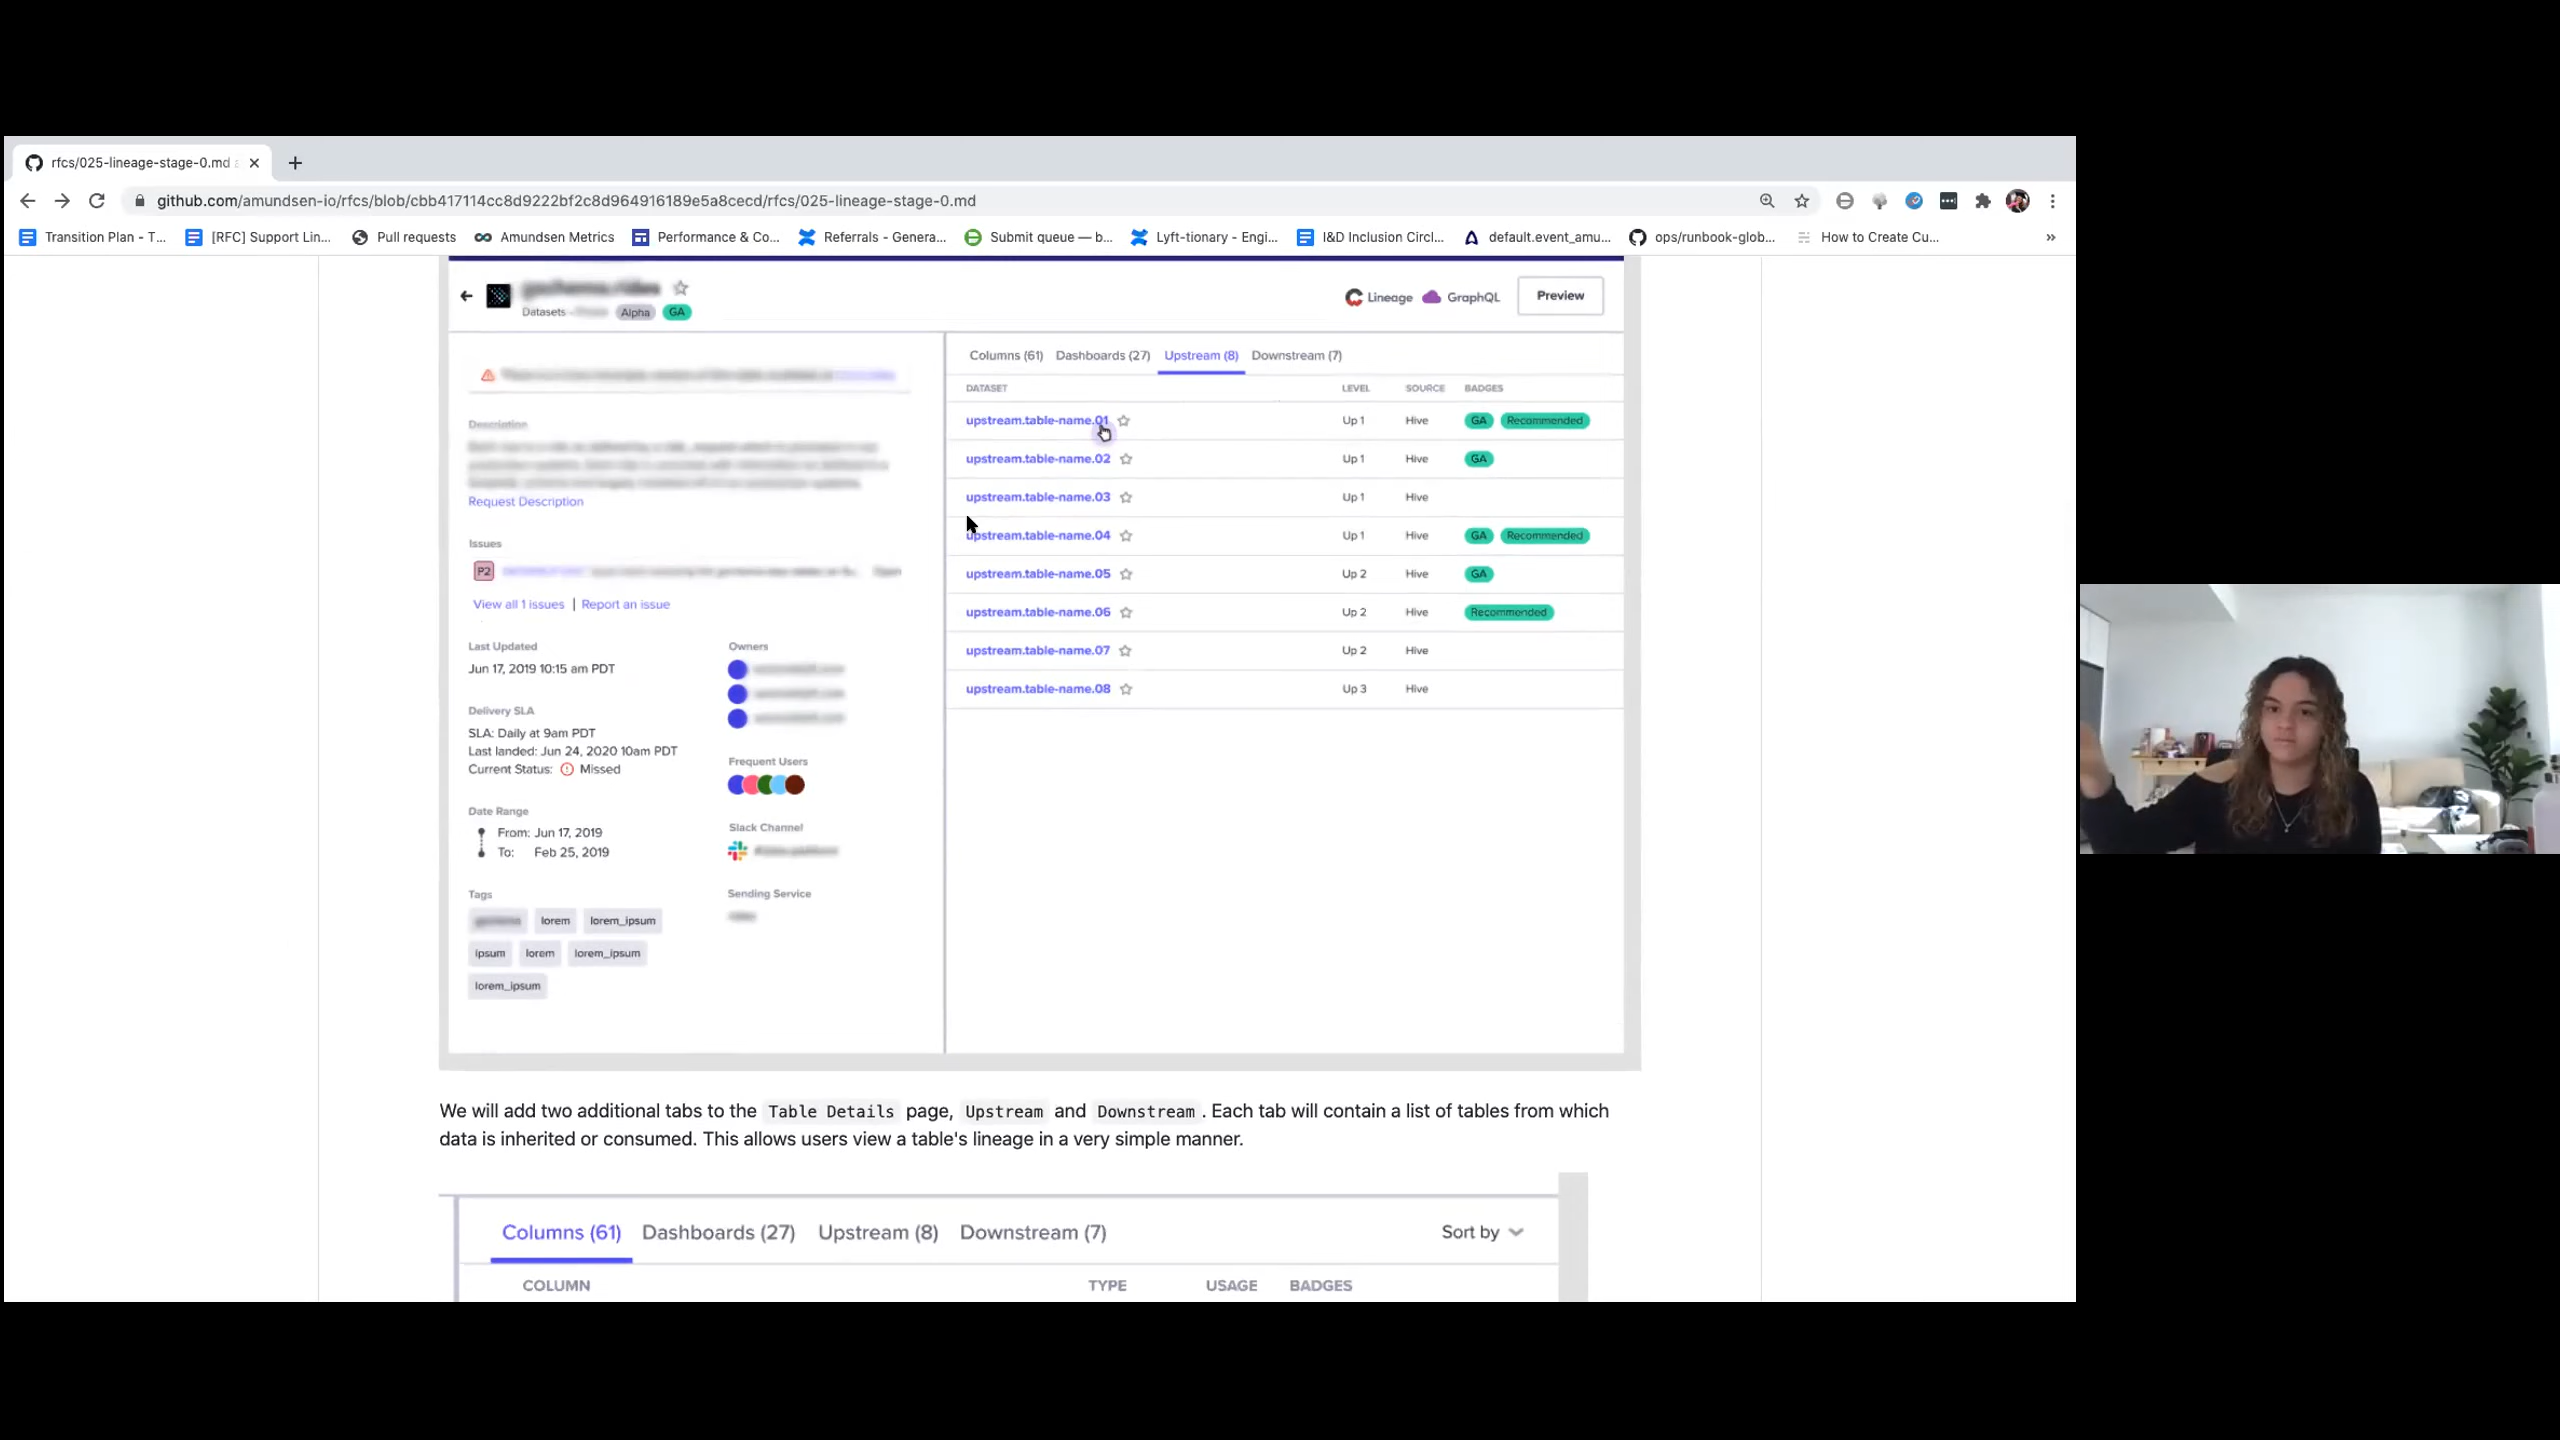 rfcs/025-lineage-stage-0.md
github.com/amundsen-io/rfcs/blob/cbb417114cc8d9222bf2c8d964916189e5a8cecd/rfcs/025-lineage-stage-0.md
Transition Plan - T... [RFC] Support Lin... Pull requests Amundsen Metrics Performance & Co... Referrals - Genera... Submit queue — b... Lyft-tionary - Engi... I&D Inclusion Circl... default.event_amu... ops/runbook-glob... How to Create Cu... »
Datasets Alpha GA
Lineage GraphQL Preview
Description
Request Description
Issues
P2 Open
View all 1 issues | Report an issue
Last Updated
Jun 17, 2019 10:15 am PDT
Delivery SLA
SLA: Daily at 9am PDT
Last landed: Jun 24, 2020 10am PDT
Current Status: Missed
Date Range
From: Jun 17, 2019
To: Feb 25, 2019
Tags
lorem lorem_ipsum
ipsum lorem lorem_ipsum
lorem_ipsum
Owners
Frequent Users
Slack Channel
Sending Service
Columns (61) Dashboards (27) Upstream (8) Downstream (7)
DATASET LEVEL SOURCE BADGES
upstream.table-name.01 Up 1 Hive GA Recommended
upstream.table-name.02 Up 1 Hive GA
upstream.table-name.03 Up 1 Hive
upstream.table-name.04 Up 1 Hive GA Recommended
upstream.table-name.05 Up 2 Hive GA
upstream.table-name.06 Up 2 Hive Recommended
upstream.table-name.07 Up 2 Hive
upstream.table-name.08 Up 3 Hive
We will add two additional tabs to the Table Details page, Upstream and Downstream. Each tab will contain a list of tables from which
data is inherited or consumed. This allows users view a table's lineage in a very simple manner.
Columns (61) Dashboards (27) Upstream (8) Downstream (7) Sort by
COLUMN TYPE USAGE BADGES